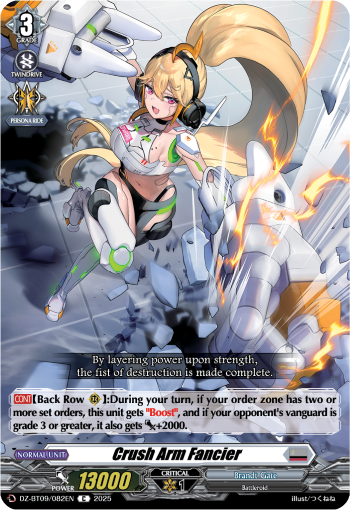 3
GRADE
TWINDRIVE
PERSONA RIDE
By layering power upon strength,
the fist of destruction is made complete.
CONT【Back Row】:During your turn, if your order zone has two or
more set orders, this unit gets "Boost", and if your opponent's vanguard is
grade 3 or greater, it also gets +2000.
NORMAL UNIT
Crush Arm Fancier
POWER 13000
CRITICAL
1
Brandt Gate
Battleroid
DZ-BT09/082EN C 2025
illust/つくねね